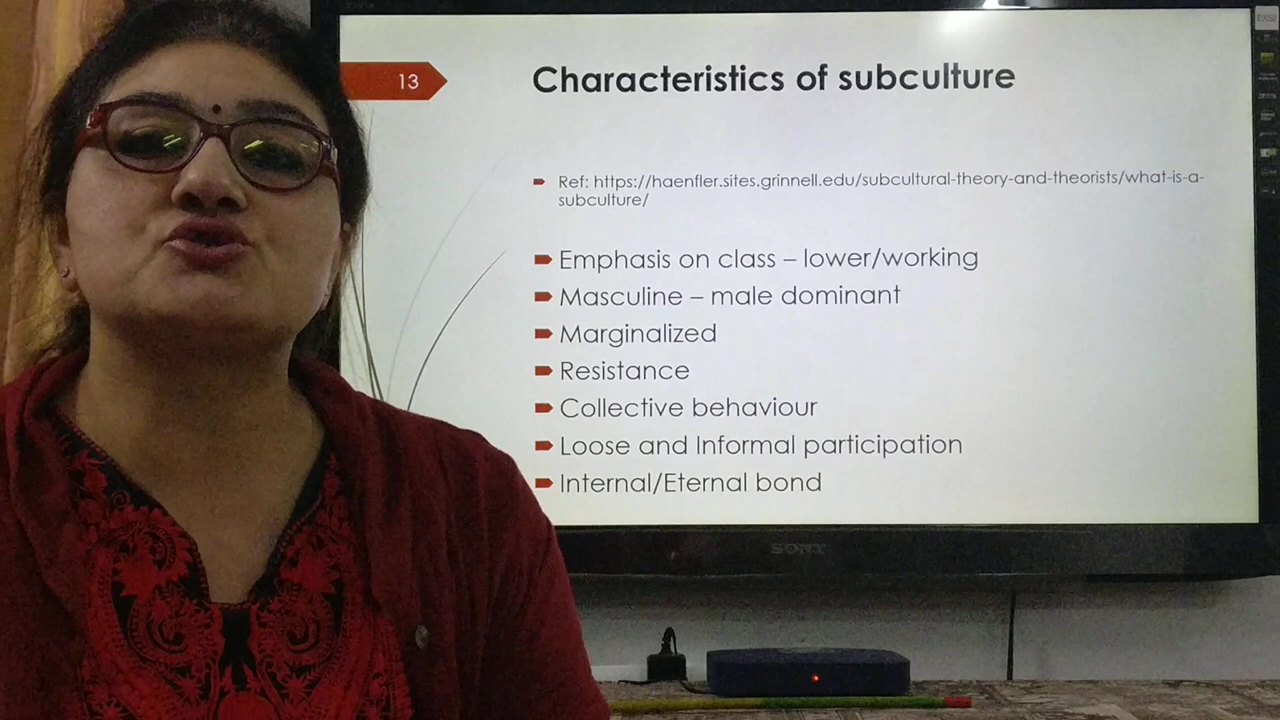 13
Characteristics of subculture
Ref: https://haenfler.sites.grinnell.edu/subcultural-theory-and-theorists/what-is-a-
subculture/
Emphasis on class – lower/working
Masculine – male dominant
Marginalized
Resistance
Collective behaviour
Loose and Informal participation
Internal/Eternal bond
SONY